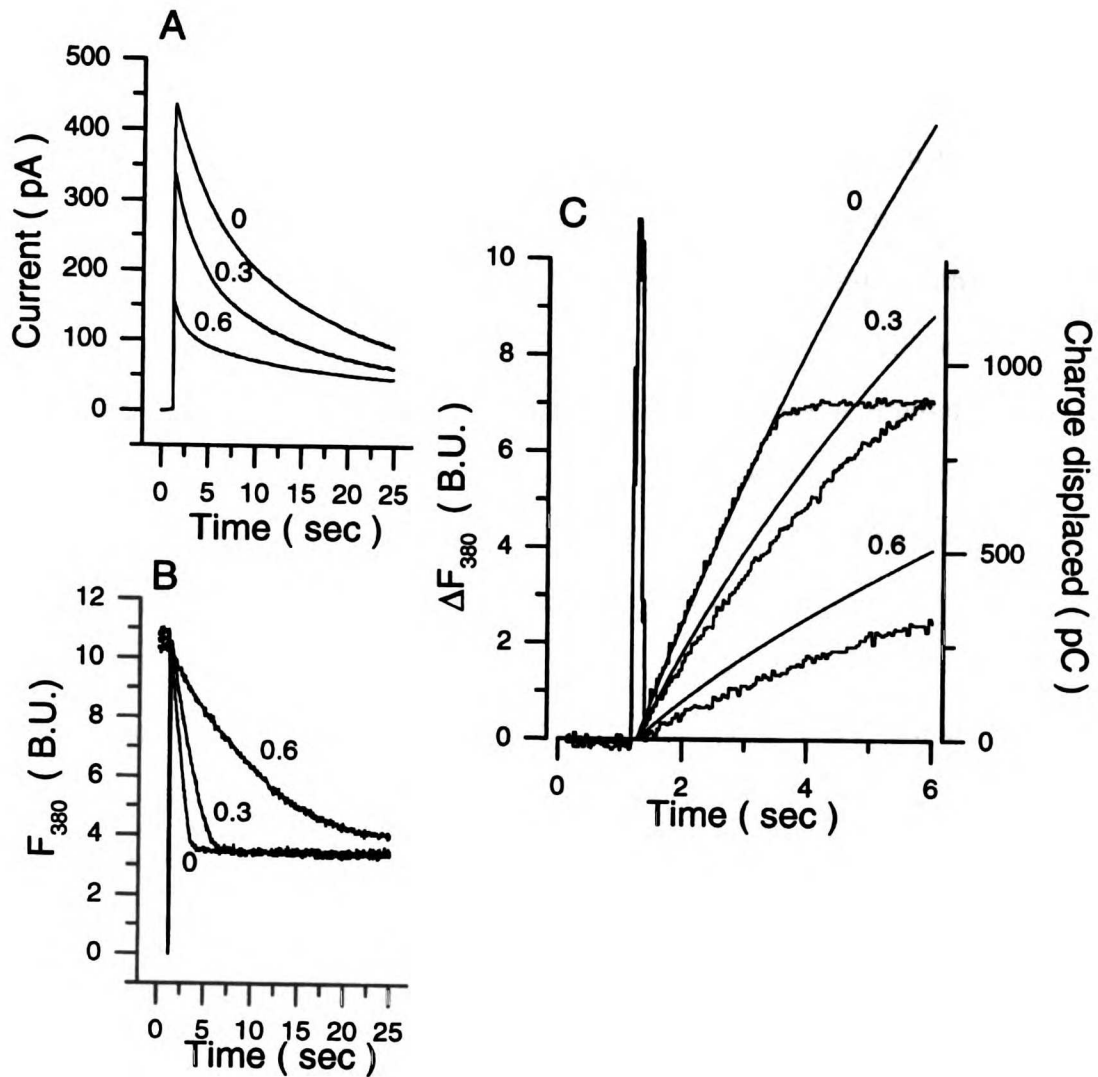 A
500
400
300
200
100
0
Current ( pA )
0
0.3
0.6
0 5 10 15 20 25
Time ( sec )
B
12
10
8
6
4
2
0
F380 ( B.U. )
0.6
0.3
0
0 5 10 15 20 25
Time ( sec )
C
10
8
6
4
2
0
ΔF380 ( B.U. )
0
0.3
0.6
1000
500
0
Charge displaced ( pC )
0 2 4 6
Time ( sec )